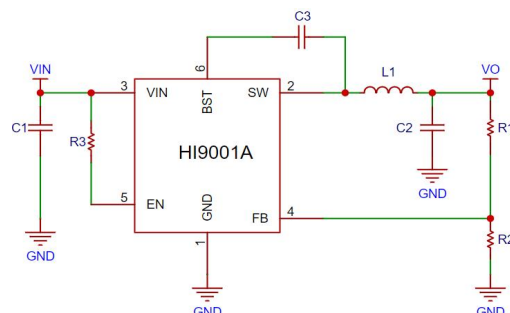 C3
VIN
6
L1
VO
3
VIN
BST
SW
2
C1
R3
C2
R1
HI9001A
GND
5
EN
GND
FB
4
1
R2
GND
GND
GND